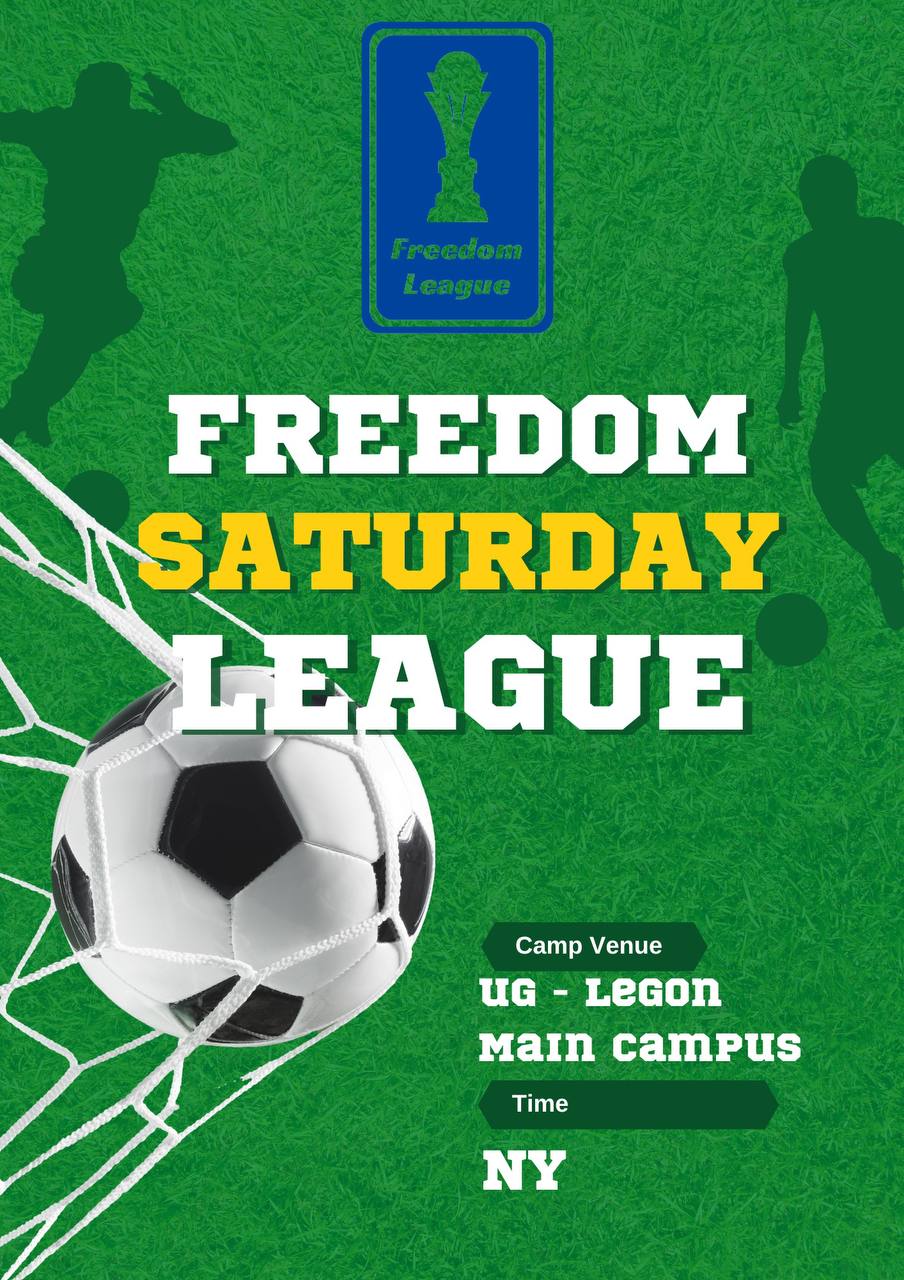 Freedom
League
FREEDOM
SATURDAY
LEAGUE
Camp Venue
UG - LeGon
Main campus
Time
NY